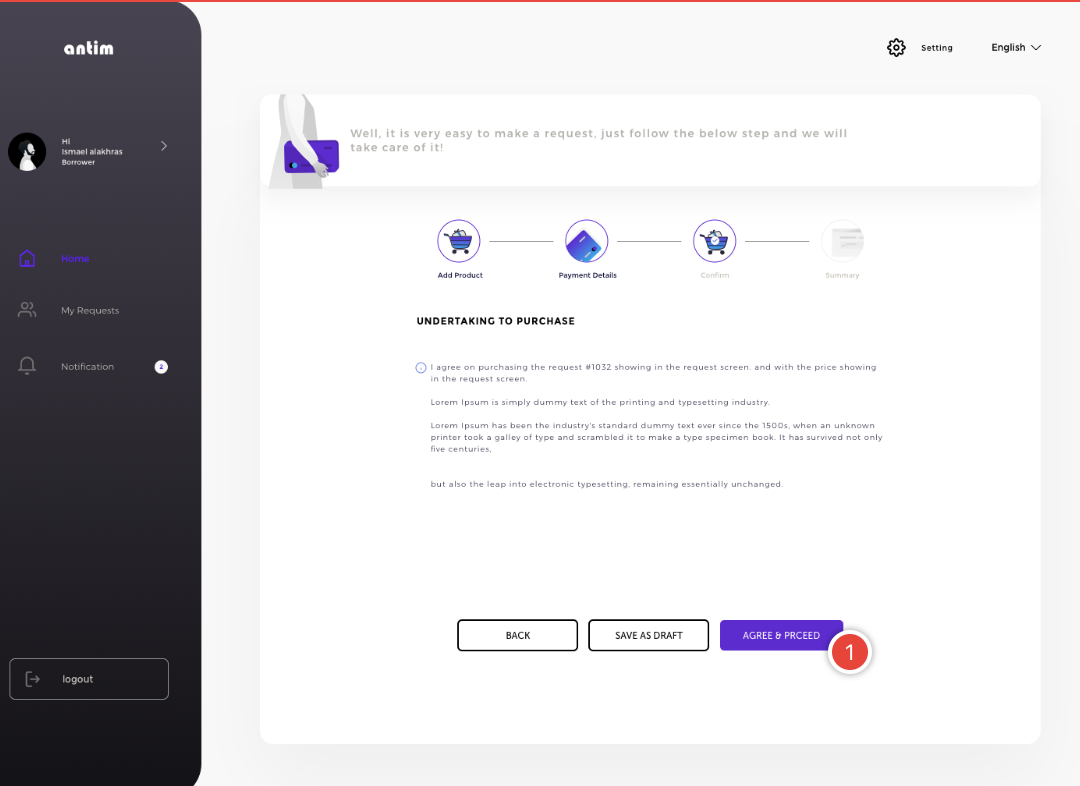 antim
Setting
English
Hi
Ismael alakhras
Borrower
Well, it is very easy to make a request, just follow the below step and we will
take care of it!
Home
My Requests
Notification
2
Add Product
Payment Details
Confirm
Summary
UNDERTAKING TO PURCHASE
I agree on purchasing the request #1032 showing in the request screen. and with the price showing
in the request screen.
Lorem Ipsum is simply dummy text of the printing and typesetting industry.
Lorem Ipsum has been the industry's standard dummy text ever since the 1500s, when an unknown
printer took a galley of type and scrambled it to make a type specimen book. It has survived not only
five centuries,
but also the leap into electronic typesetting, remaining essentially unchanged.
BACK
SAVE AS DRAFT
AGREE & PRCEED
1
logout